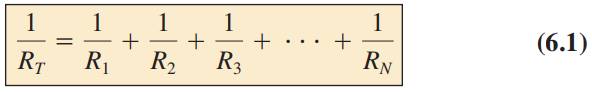 1/R_T = 1/R_1 + 1/R_2 + 1/R_3 + · · · + 1/R_N (6.1)